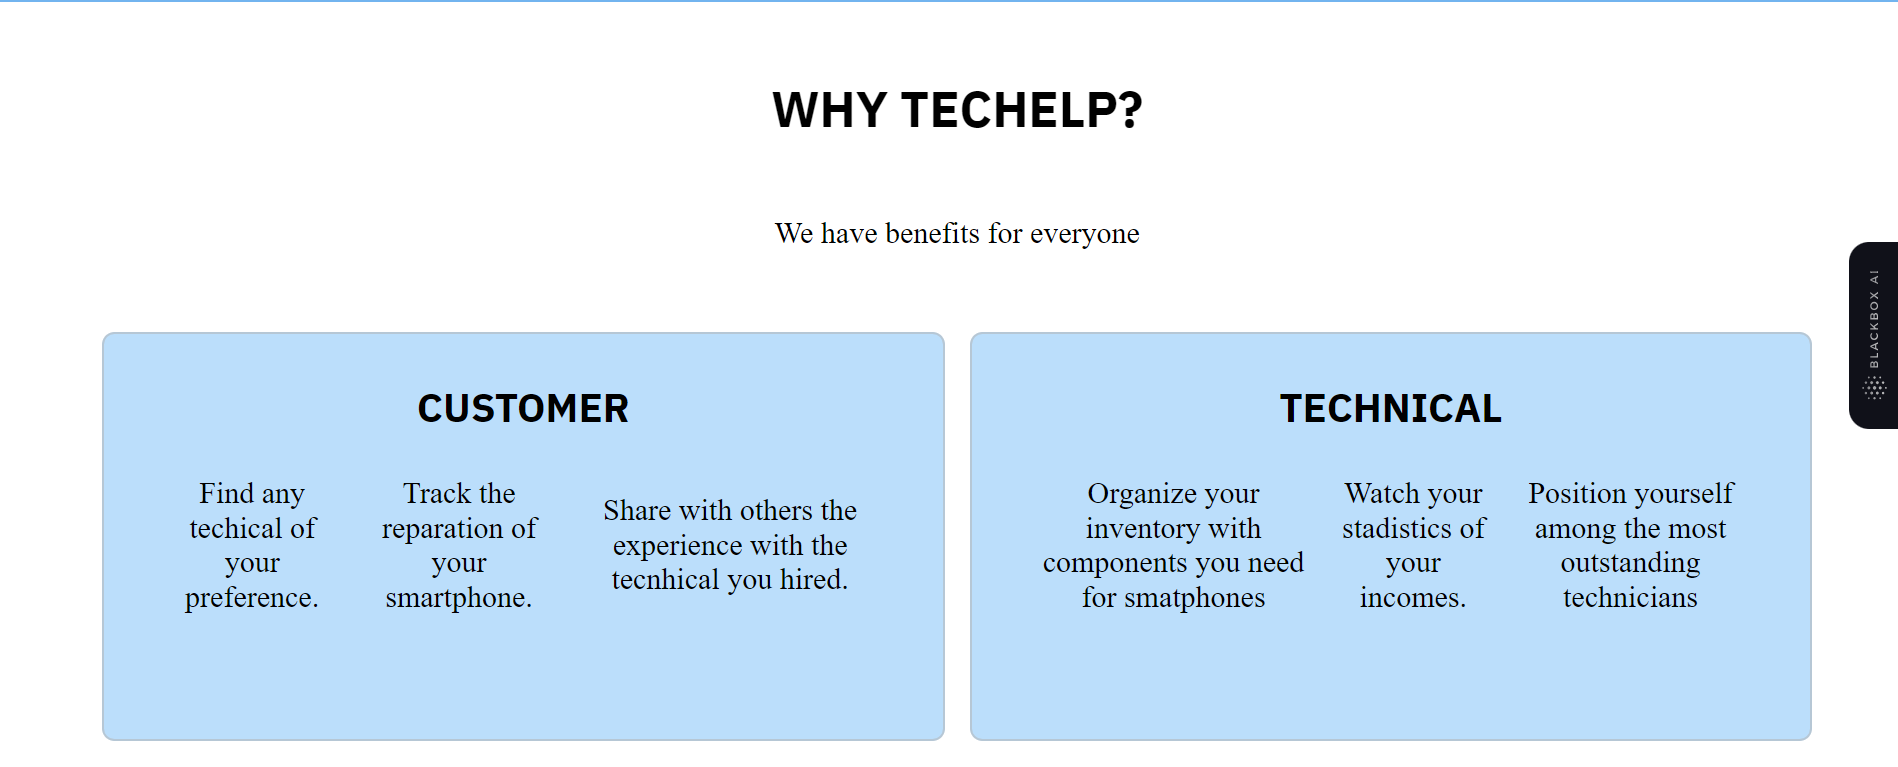 WHY TECHELP?
We have benefits for everyone
CUSTOMER
Find any
techical of
your
preference.
Track the
reparation of
your
smartphone.
Share with others the
experience with the
tecnhical you hired.
TECHNICAL
Organize your
inventory with
components you need
for smatphones
Watch your
stadistics of
your
incomes.
Position yourself
among the most
outstanding
technicians
BLACKBOX AI